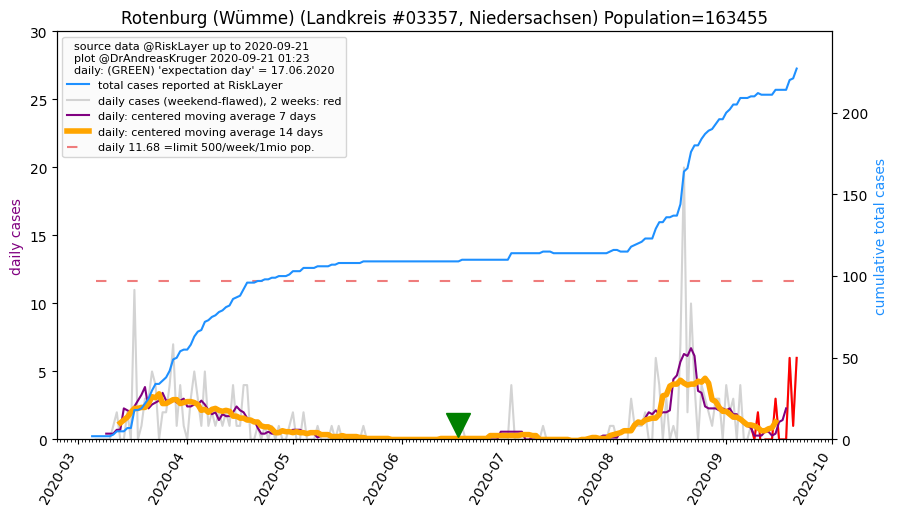 Rotenburg (Wümme) (Landkreis #03357, Niedersachsen) Population=163455
source data @RiskLayer up to 2020-09-21
plot @DrAndreasKruger 2020-09-21 01:23
daily: (GREEN) 'expectation day' = 17.06.2020
total cases reported at RiskLayer
daily cases (weekend-flawed), 2 weeks: red
daily: centered moving average 7 days
daily: centered moving average 14 days
daily 11.68 =limit 500/week/1mio pop.
30
25
20
15
10
5
0
daily cases
200
150
100
50
0
cumulative total cases
2020-03
2020-04
2020-05
2020-06
2020-07
2020-08
2020-09
2020-10